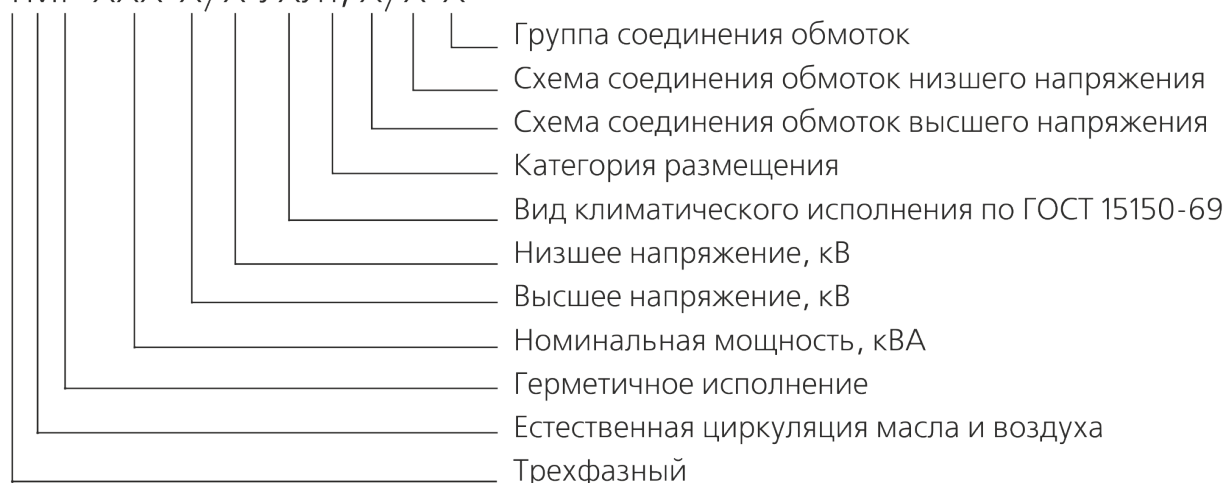 Группа соединения обмоток
Схема соединения обмоток низшего напряжения
Схема соединения обмоток высшего напряжения
Категория размещения
Вид климатического исполнения по ГОСТ 15150-69
Низшее напряжение, кВ
Высшее напряжение, кВ
Номинальная мощность, кВА
Герметичное исполнение
Естественная циркуляция масла и воздуха
Трехфазный